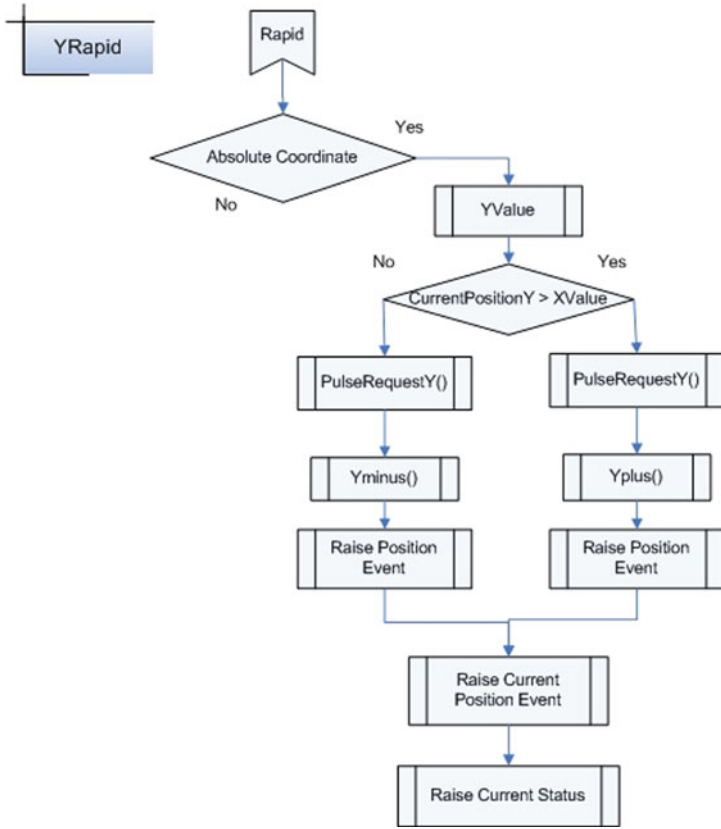 YRapid
Rapid
Absolute Coordinate
Yes
No
YValue
No
Yes
CurrentPositionY > XValue
PulseRequestY()
PulseRequestY()
Yminus()
Yplus()
Raise Position
Event
Raise Position
Event
Raise Current
Position Event
Raise Current Status